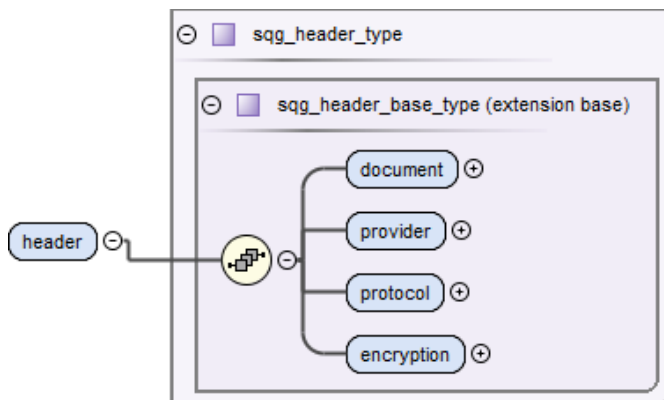 sqg_header_type
sqg_header_base_type (extension base)
document
provider
header
protocol
encryption